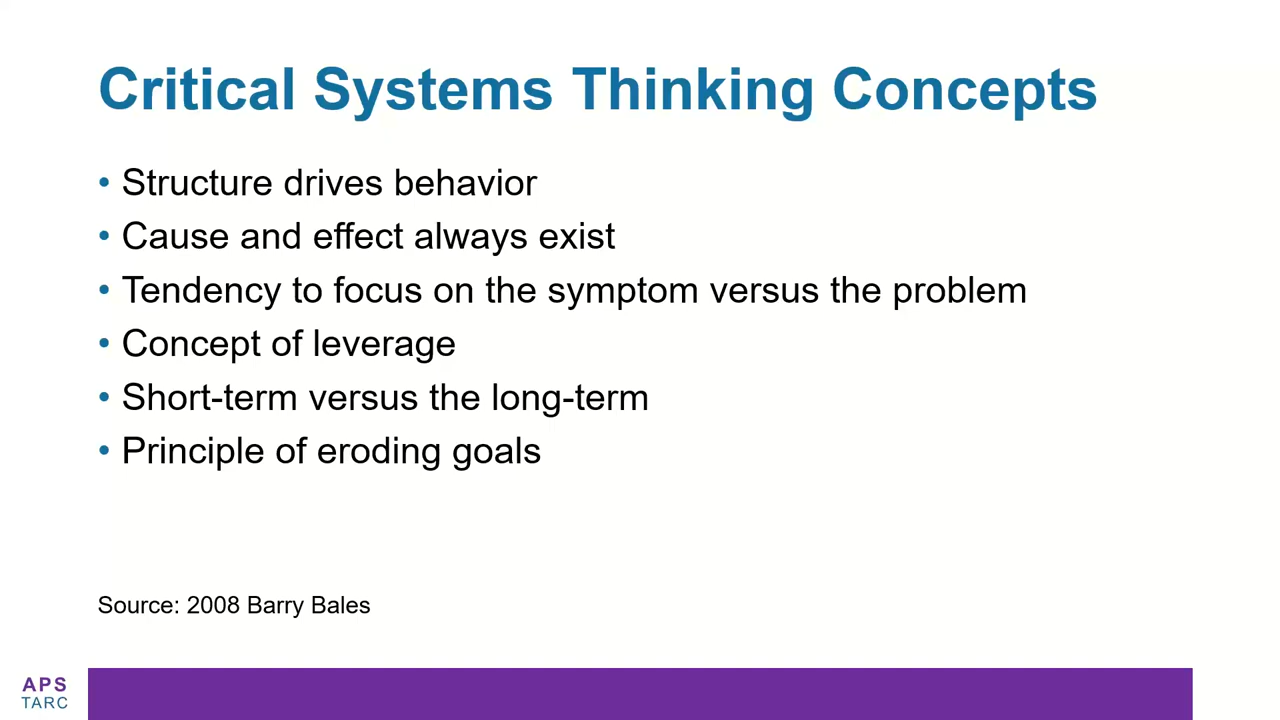 Critical Systems Thinking Concepts
• Structure drives behavior
• Cause and effect always exist
• Tendency to focus on the symptom versus the problem
• Concept of leverage
• Short-term versus the long-term
• Principle of eroding goals
Source: 2008 Barry Bales
APS
TARC